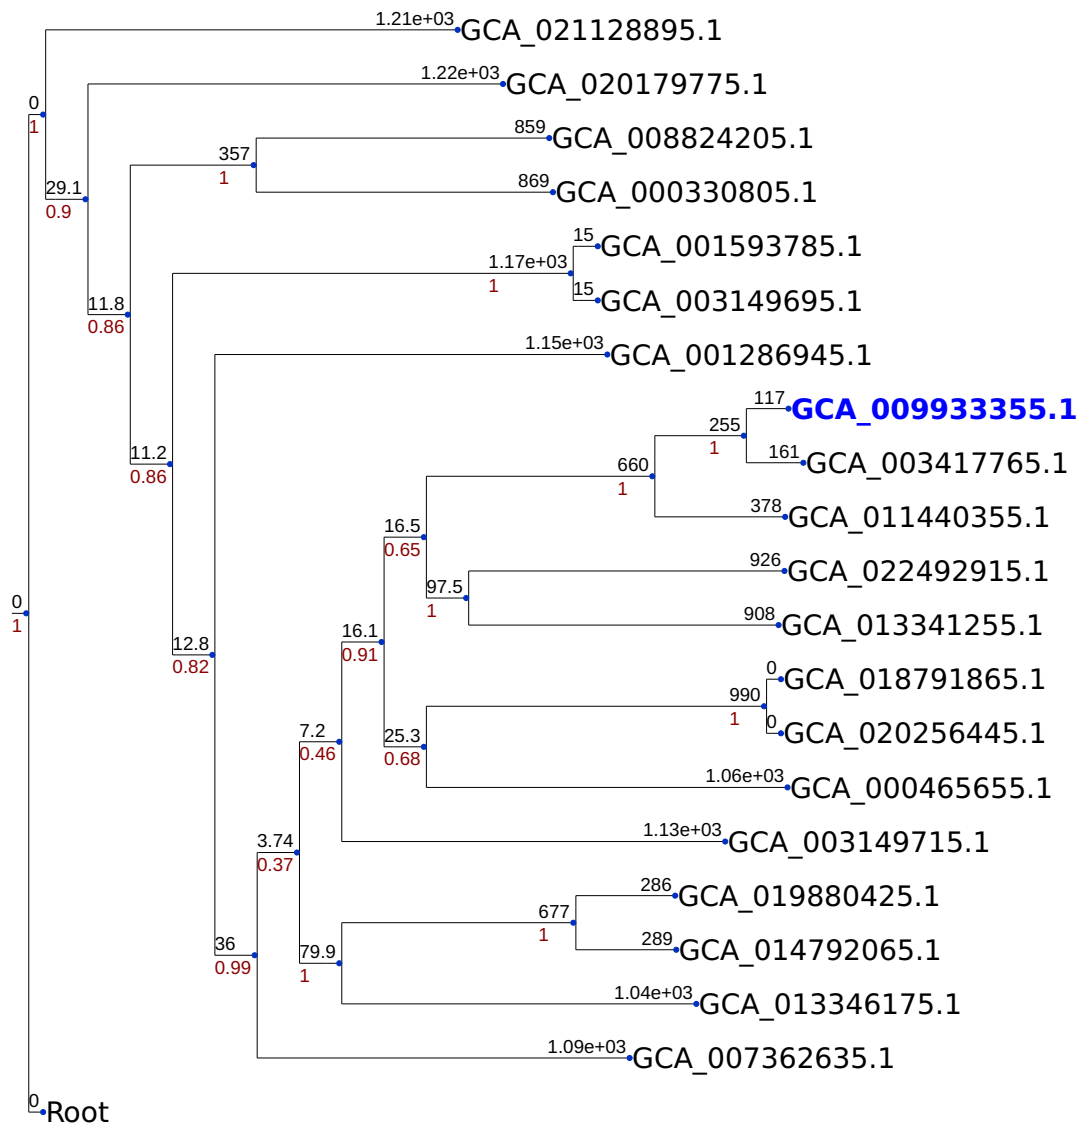 1.21e+03 GCA_021128895.1
1.22e+03 GCA_020179775.1
0
1
859 GCA_008824205.1
357
1
869 GCA_000330805.1
29.1
0.9
15 GCA_001593785.1
1.17e+03
1
15 GCA_003149695.1
11.8
0.86
1.15e+03 GCA_001286945.1
117 GCA_009933355.1
255
1
161 GCA_003417765.1
11.2
0.86
660
1
378 GCA_011440355.1
16.5
0.65
926 GCA_022492915.1
97.5
1
908 GCA_013341255.1
0
1
16.1
0.91
12.8
0.82
0 GCA_018791865.1
990
1
0 GCA_020256445.1
7.2
0.46
25.3
0.68
1.06e+03 GCA_000465655.1
1.13e+03 GCA_003149715.1
3.74
0.37
286 GCA_019880425.1
677
1
289 GCA_014792065.1
36
0.99
79.9
1
1.04e+03 GCA_013346175.1
1.09e+03 GCA_007362635.1
0 Root